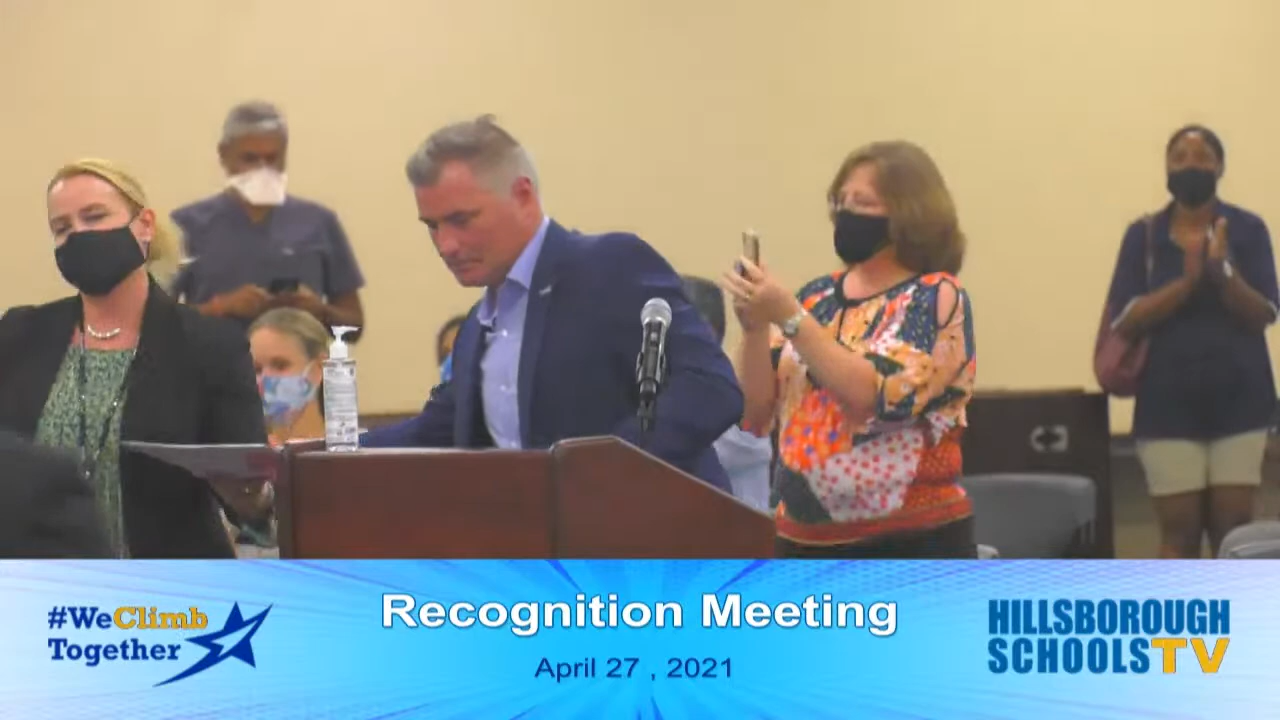 #WeClimb
Together
Recognition Meeting
April 27 , 2021
HILLSBOROUGH
SCHOOLSTV